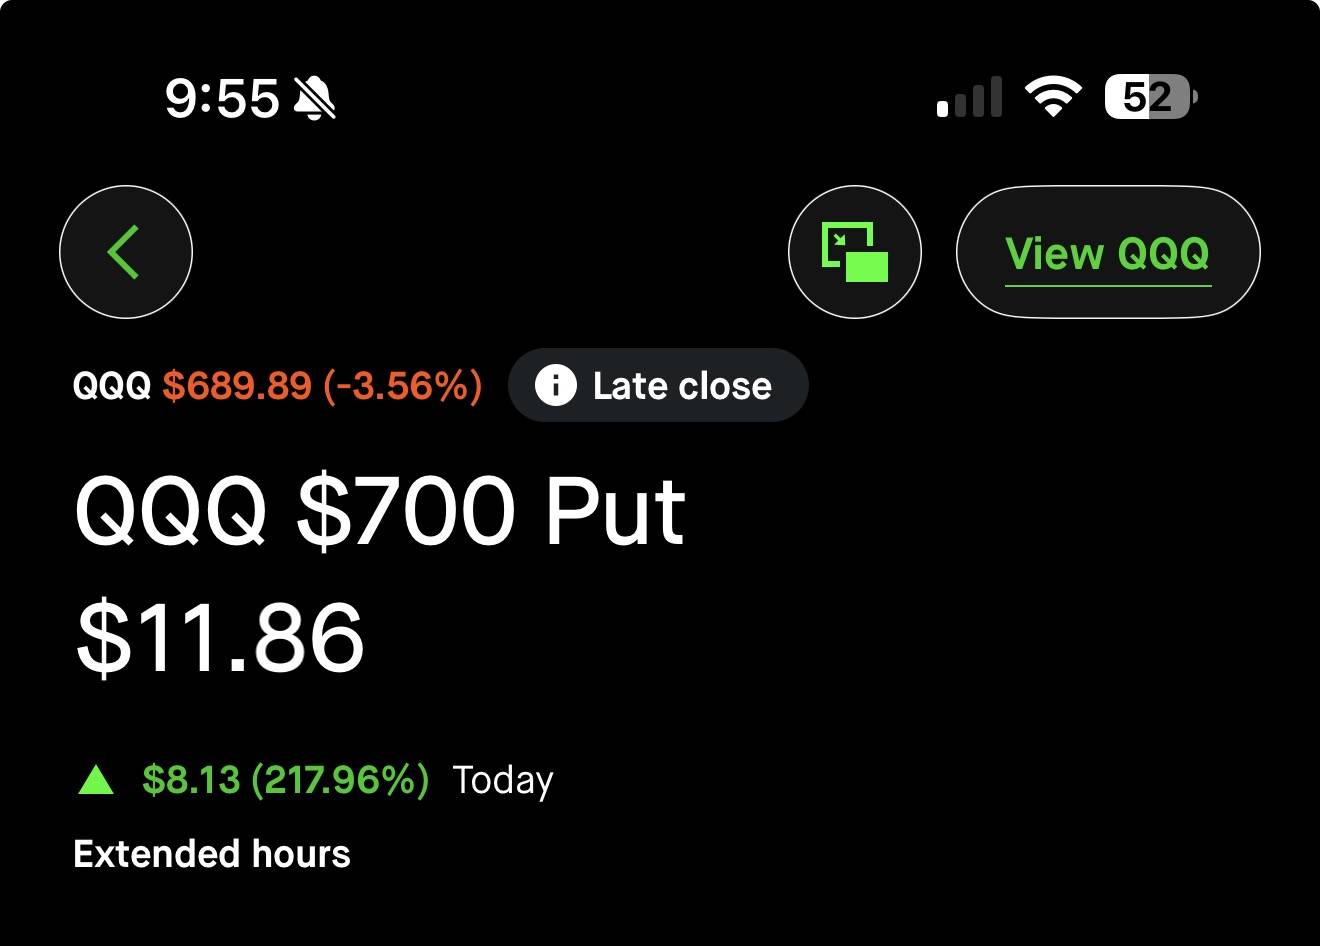 9:55 52
View QQQ
QQQ $689.89 (-3.56%) Late close
QQQ $700 Put
$11.86
▲ $8.13 (217.96%) Today
Extended hours